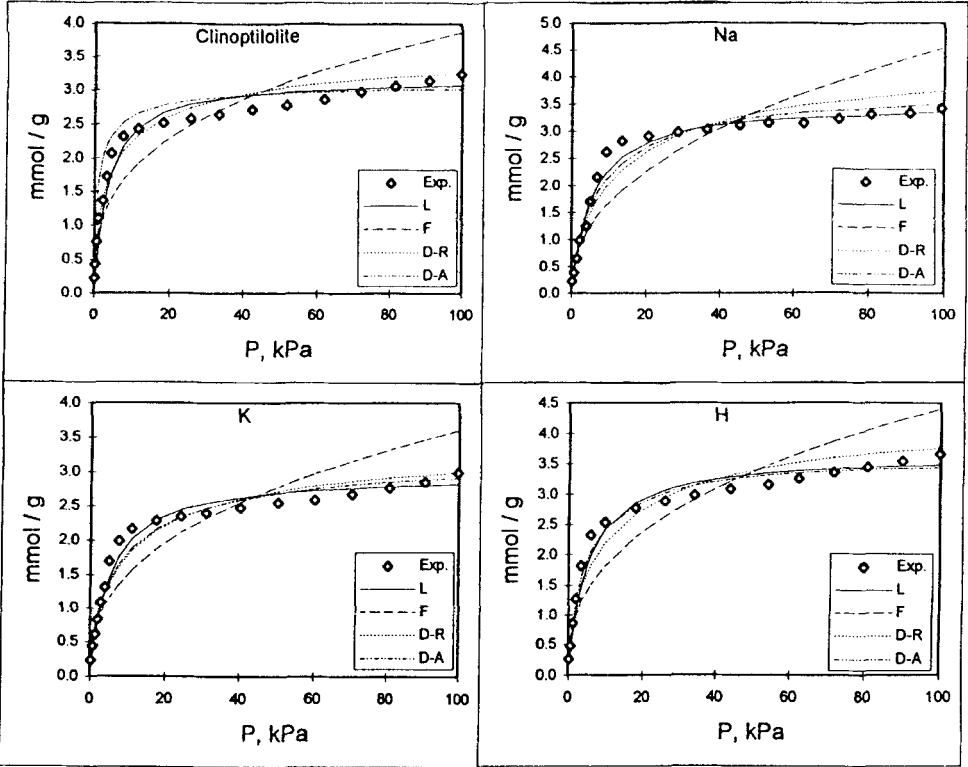 Clinoptilolite
4.0
3.5
3.0
2.5
2.0
1.5
1.0
0.5
0.0
mmol / g
Exp.
L
F
D-R
D-A
0 20 40 60 80 100
P, kPa
Na
5.0
4.5
4.0
3.5
3.0
2.5
2.0
1.5
1.0
0.5
0.0
mmol / g
Exp.
L
F
D-R
D-A
0 20 40 60 80 100
P, kPa
K
4.0
3.5
3.0
2.5
2.0
1.5
1.0
0.5
0.0
mmol / g
Exp.
L
F
D-R
D-A
0 20 40 60 80 100
P, kPa
H
4.5
4.0
3.5
3.0
2.5
2.0
1.5
1.0
0.5
0.0
mmol / g
Exp.
L
F
D-R
D-A
0 20 40 60 80 100
P, kPa